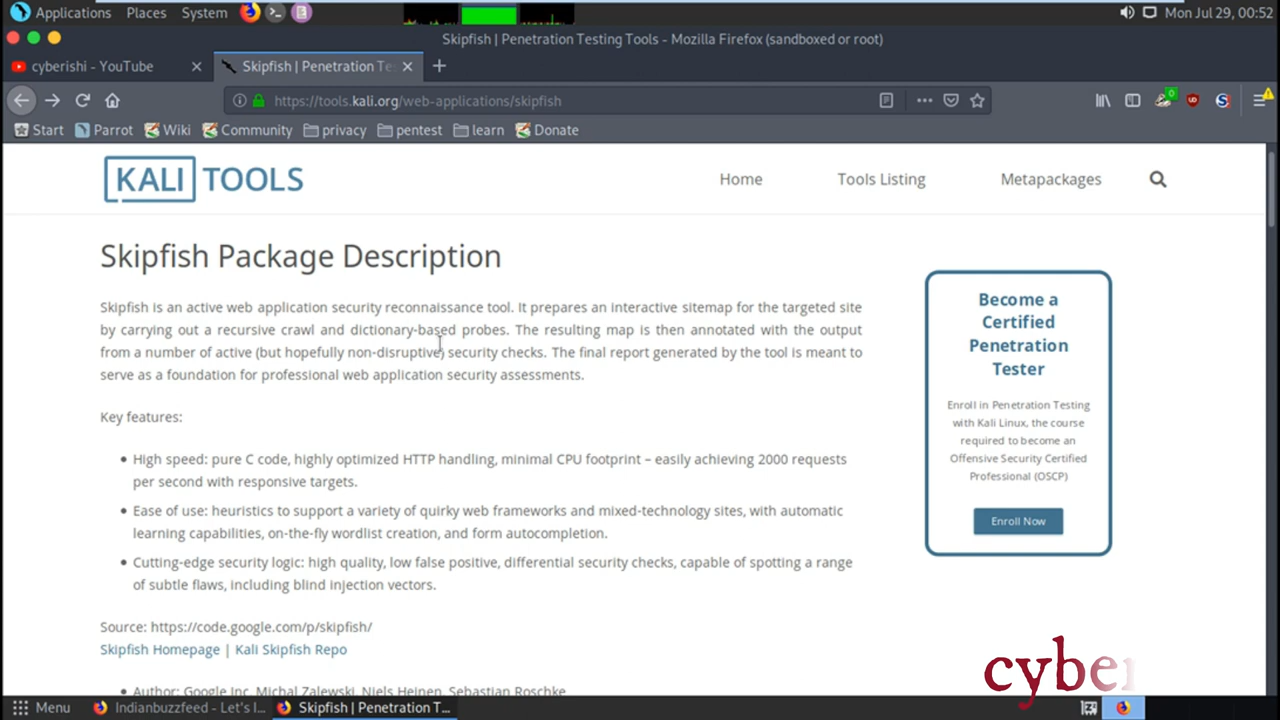 Applications Places System Mon Jul 29, 00:52
Skipfish | Penetration Testing Tools - Mozilla Firefox (sandboxed or root)
cyberishi - YouTube Skipfish | Penetration Te
https://tools.kali.org/web-applications/skipfish
Start Parrot Wiki Community privacy pentest learn Donate
KALI TOOLS Home Tools Listing Metapackages
Skipfish Package Description
Skipfish is an active web application security reconnaissance tool. It prepares an interactive sitemap for the targeted site
by carrying out a recursive crawl and dictionary-based probes. The resulting map is then annotated with the output
from a number of active (but hopefully non-disruptive) security checks. The final report generated by the tool is meant to
serve as a foundation for professional web application security assessments.
Key features:
High speed: pure C code, highly optimized HTTP handling, minimal CPU footprint – easily achieving 2000 requests
per second with responsive targets.
Ease of use: heuristics to support a variety of quirky web frameworks and mixed-technology sites, with automatic
learning capabilities, on-the-fly wordlist creation, and form autocompletion.
Cutting-edge security logic: high quality, low false positive, differential security checks, capable of spotting a range
of subtle flaws, including blind injection vectors.
Source: https://code.google.com/p/skipfish/
Skipfish Homepage | Kali Skipfish Repo
Author: Google Inc, Michal Zalewski, Niels Heinen, Sebastian Roschke
Become a
Certified
Penetration
Tester
Enroll in Penetration Testing
with Kali Linux, the course
required to become an
Offensive Security Certified
Professional (OSCP)
Enroll Now
cyber
Menu Indianbuzzfeed - Let's I... Skipfish | Penetration T...